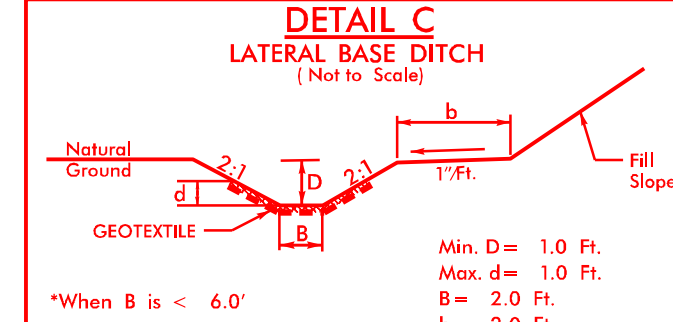 DETAIL C
LATERAL BASE DITCH
( Not to Scale)
b
Natural
Ground
2:1
D
2:1
1"/Ft.
Fill
Slope
d
GEOTEXTILE
B
Min. D = 1.0 Ft.
Max. d = 1.0 Ft.
*When B is < 6.0'
B = 2.0 Ft.